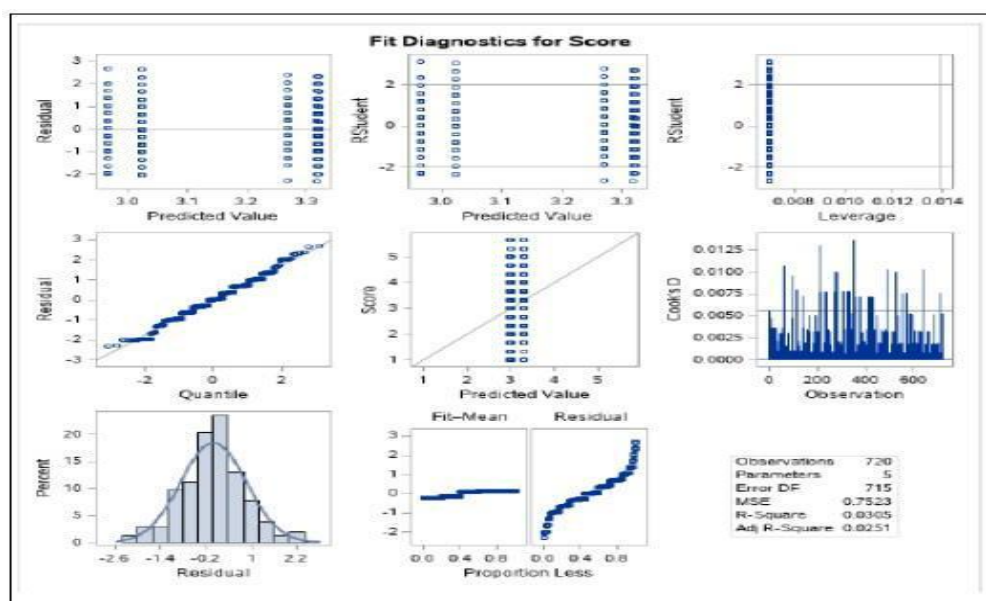 Fit Diagnostics for Score
3
2
1
0
-1
-2
Residual
3.0 3.1 3.2 3.3
Predicted Value
2
0
-2
RStudent
3.0 3.1 3.2 3.3
Predicted Value
2
0
-2
RStudent
0.008 0.010 0.012 0.014
Leverage
3
2
1
0
-1
-2
-3
Residual
-2 0 2
Quantile
5
4
3
2
1
Score
1 2 3 4 5
Predicted Value
0.0125
0.0100
0.0075
0.0050
0.0025
0.0000
Cook's D
0 200 400 600
Observation
20
15
10
5
0
Percent
-2.6 -1.4 -0.2 1 2.2
Residual
Fit–Mean Residual
3
2
1
0
-1
-2
0.0 0.4 0.8 0.0 0.4 0.8
Proportion Less
Observations 720
Parameters 5
Error DF 715
MSE 0.7523
R-Square 0.0305
Adj R-Square 0.0251